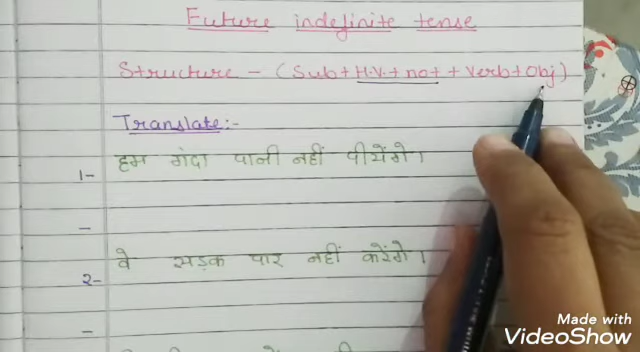 Future indefinite tense
Structure - (Sub + H.V. + not + Verb + Obj)
Translate:-
1- हम गंदा पानी नहीं पीयेंगे।
-
2- वे सड़क पार नहीं करेंगे।
-
Made with
VideoShow